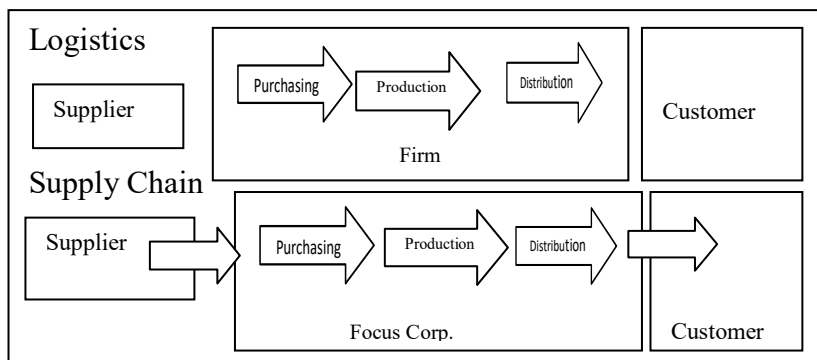 Logistics
Purchasing
Production
Distribution
Supplier
Customer
Firm
Supply Chain
Supplier
Purchasing
Production
Distribution
Focus Corp.
Customer